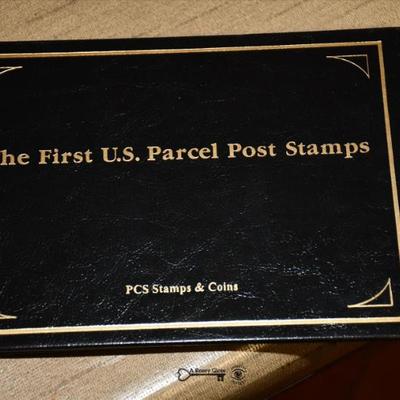 he First U.S. Parcel Post Stamps
PCS Stamps & Coins